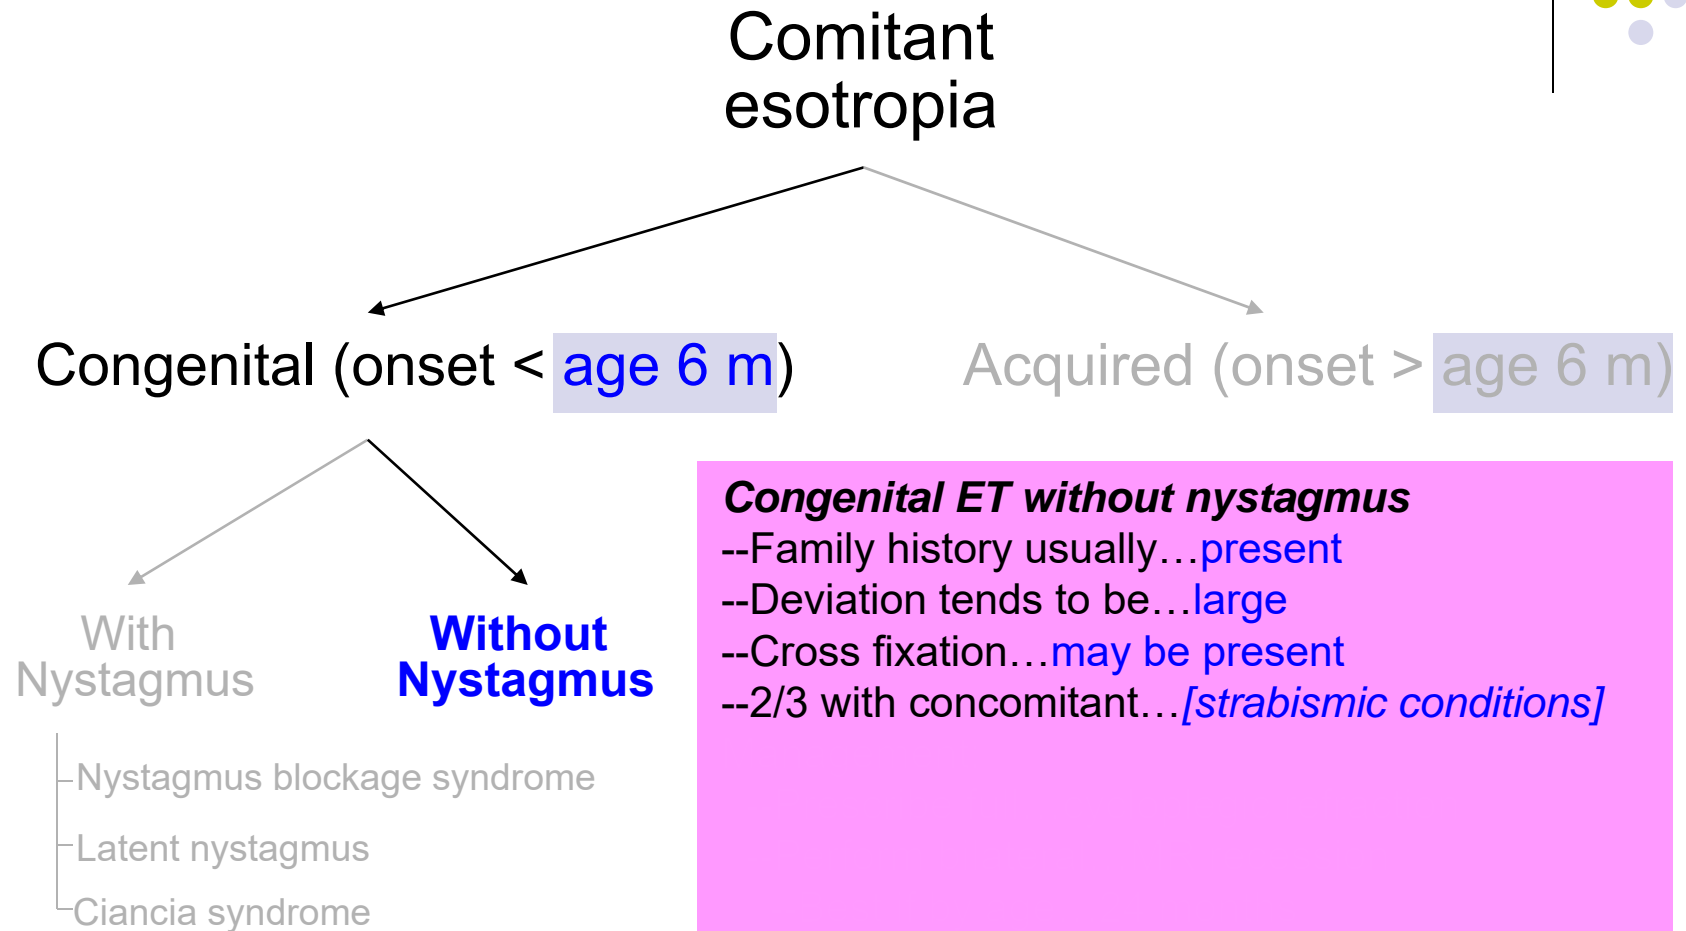 Comitant
esotropia
Congenital (onset < age 6 m)
Acquired (onset > age 6 m)
Congenital ET without nystagmus
--Family history usually…present
--Deviation tends to be…large
--Cross fixation…may be present
--2/3 with concomitant…[strabismic conditions]
With
Nystagmus
Without
Nystagmus
Nystagmus blockage syndrome
Latent nystagmus
Ciancia syndrome